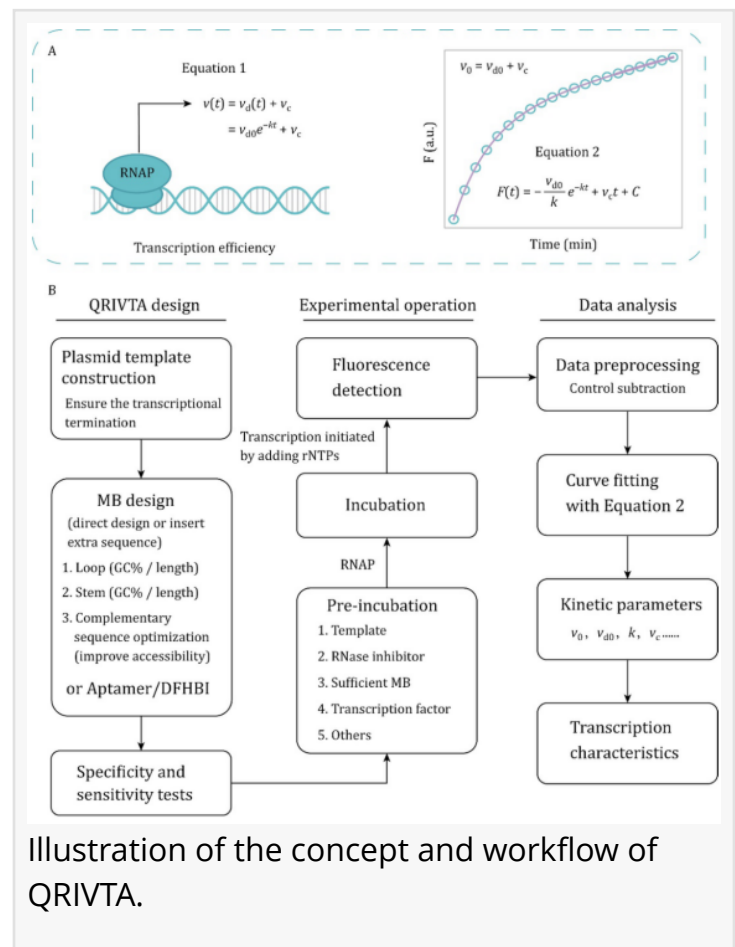 A
Equation 1
v(t) = v_d(t) + v_c
= v_d0 e^{-kt} + v_c
RNAP
Transcription efficiency
v_0 = v_d0 + v_c
F (a.u.)
Equation 2
F(t) = -\frac{v_d0}{k} e^{-kt} + v_c t + C
Time (min)
B
QRIVTA design
Plasmid template
construction
Ensure the transcriptional
termination
MB design
(direct design or insert
extra sequence)
1. Loop (GC% / length)
2. Stem (GC% / length)
3. Complementary
sequence optimization
(improve accessibility)
or Aptamer/DFHBI
Specificity and
sensitivity tests
Experimental operation
Fluorescence
detection
Transcription initiated
by adding rNTPs
Incubation
RNAP
Pre-incubation
1. Template
2. RNase inhibitor
3. Sufficient MB
4. Transcription factor
5. Others
Data analysis
Data preprocessing
Control subtraction
Curve fitting
with Equation 2
Kinetic parameters
v_0, v_d0, k, v_c......
Transcription
characteristics
Illustration of the concept and workflow of
QRIVTA.